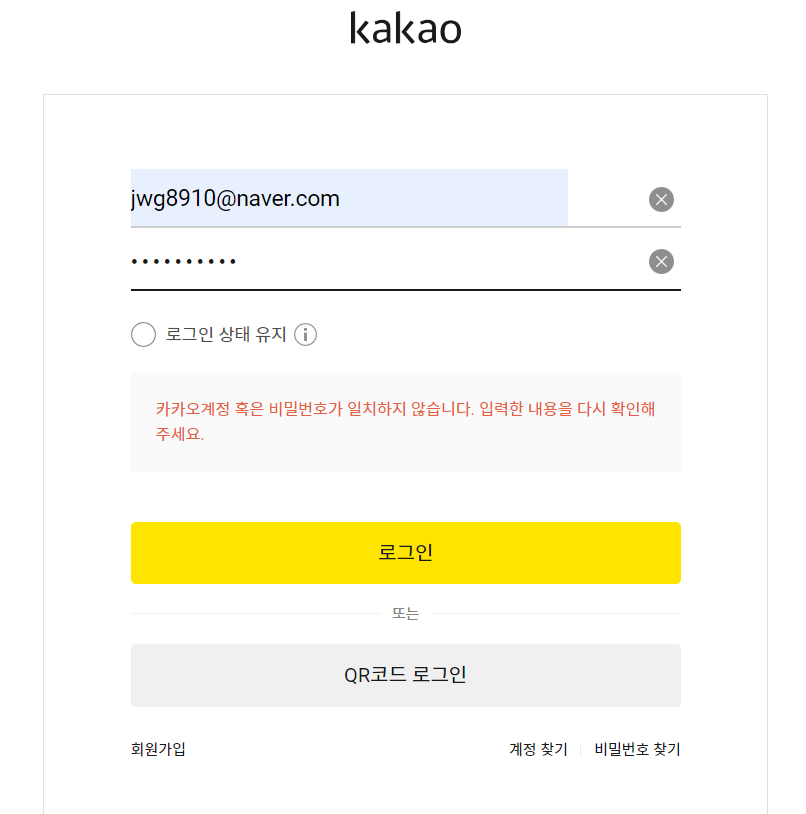 kakao
jwg8910@naver.com
••••••••••
로그인 상태 유지
카카오계정 혹은 비밀번호가 일치하지 않습니다. 입력한 내용을 다시 확인해
주세요.
로그인
또는
QR코드 로그인
회원가입 계정 찾기 비밀번호 찾기